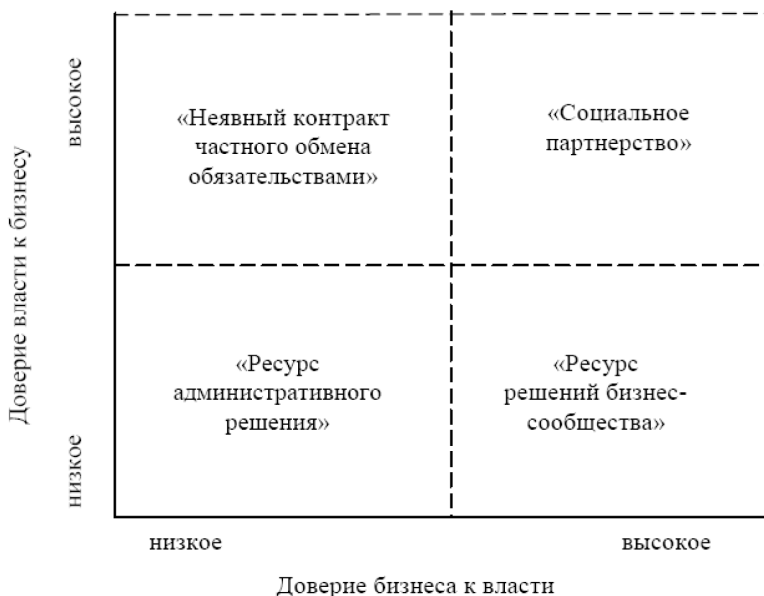 Доверие власти к бизнесу
высокое
низкое
«Неявный контракт
частного обмена
обязательствами»
«Социальное
партнерство»
«Ресурс
административного
решения»
«Ресурс
решений бизнес-
сообщества»
низкое
высокое
Доверие бизнеса к власти